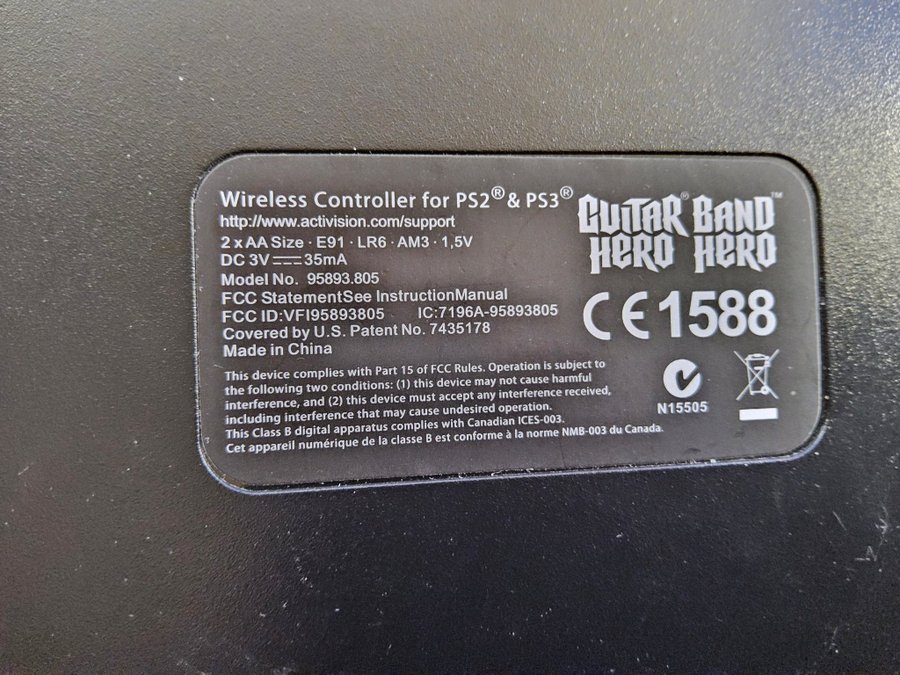 Wireless Controller for PS2® & PS3®
http://www.activision.com/support
2 x AA Size · E91 · LR6 · AM3 · 1,5V
DC 3V ⎓ 35mA
Model No. 95893.805
FCC StatementSee InstructionManual
FCC ID:VFI95893805 IC:7196A-95893805
Covered by U.S. Patent No. 7435178
Made in China
GUITAR® BAND™
HERO HERO
CE1588
N15505
This device complies with Part 15 of FCC Rules. Operation is subject to
the following two conditions: (1) this device may not cause harmful
interference, and (2) this device must accept any interference received,
including interference that may cause undesired operation.
This Class B digital apparatus complies with Canadian ICES-003.
Cet appareil numérique de la classe B est conforme à la norme NMB-003 du Canada.